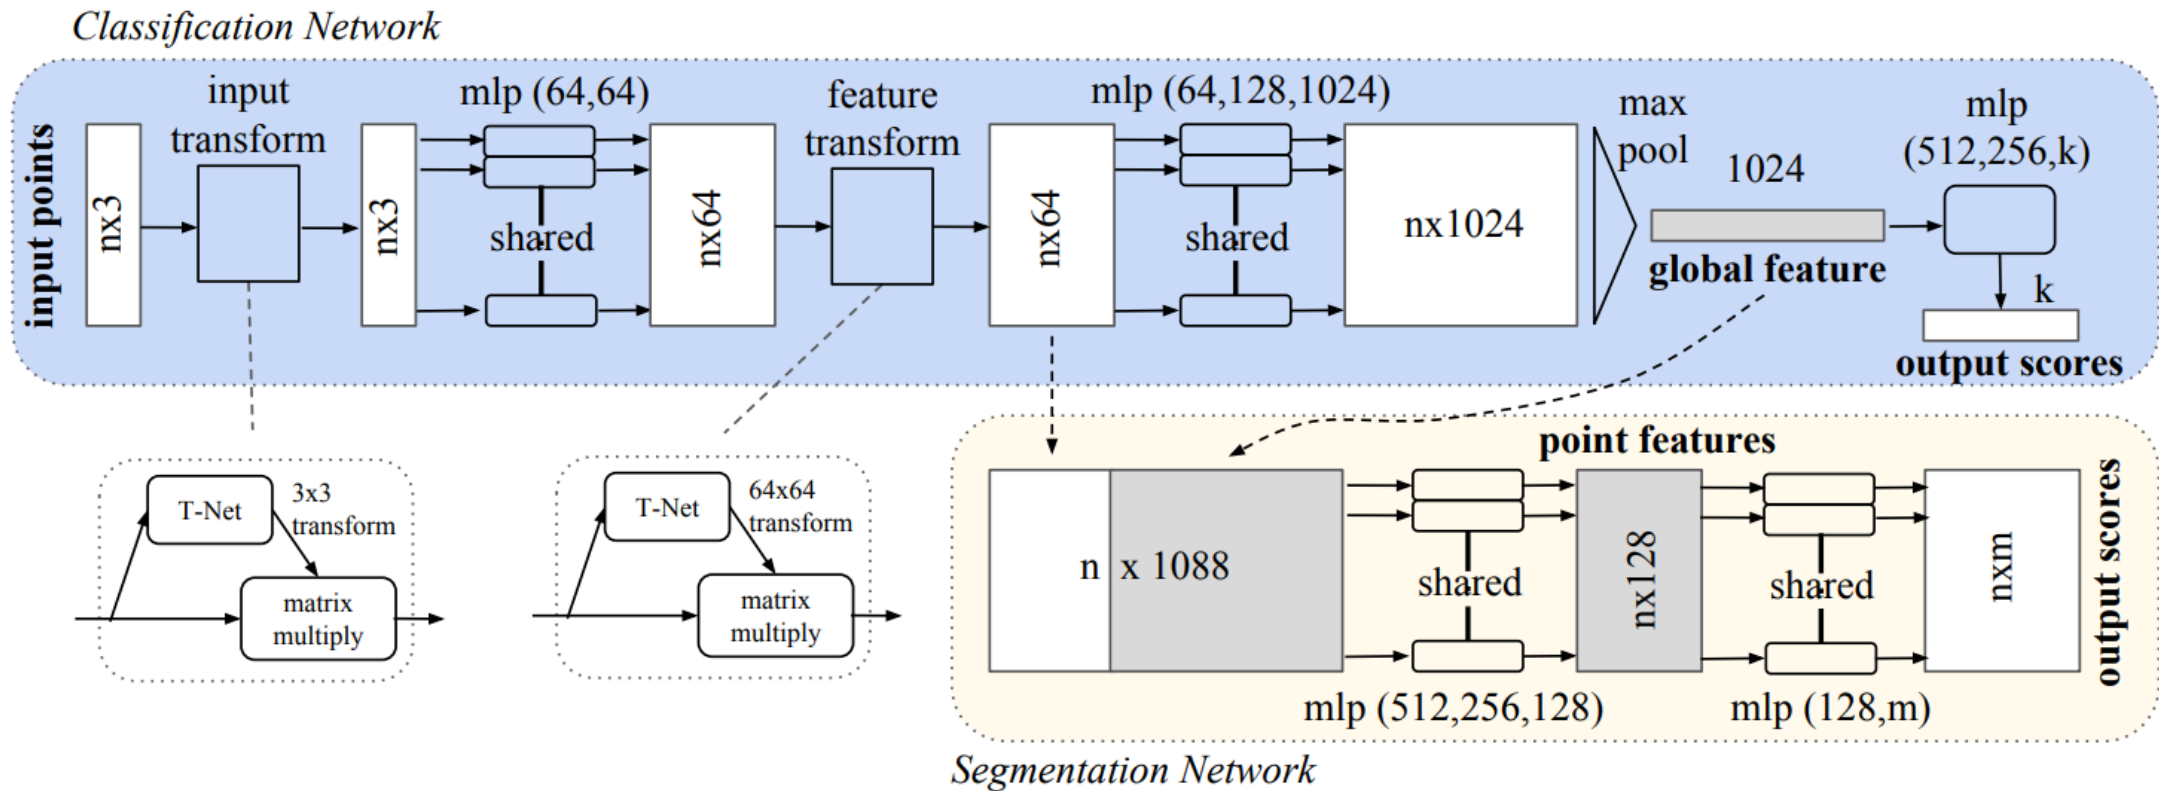 Classification Network
input points
nx3
input
transform
nx3
mlp (64,64)
shared
nx64
feature
transform
nx64
mlp (64,128,1024)
shared
nx1024
max
pool
1024
global feature
mlp
(512,256,k)
k
output scores
T-Net
3x3
transform
matrix
multiply
T-Net
64x64
transform
matrix
multiply
point features
n x 1088
shared
mlp (512,256,128)
nx128
shared
mlp (128,m)
nxm
output scores
Segmentation Network